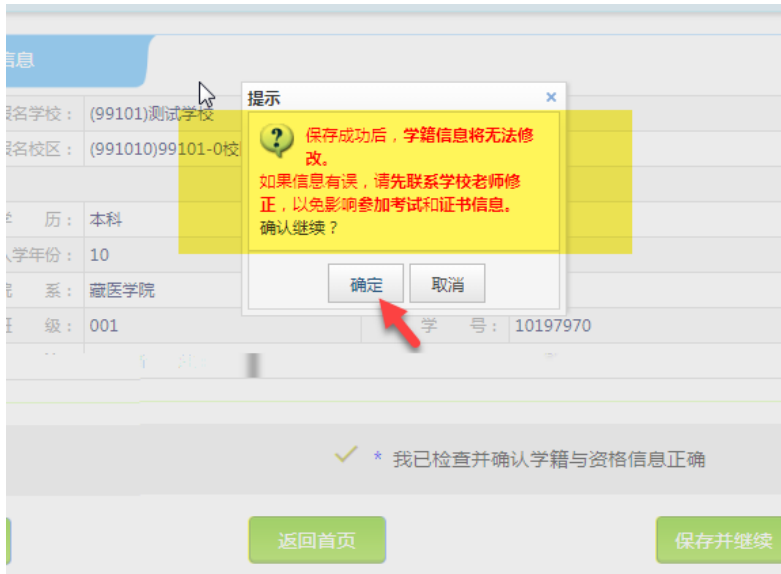 信息
提示
×
报名学校： (99101)测试学校
报名校区： (991010)99101-0校
保存成功后，学籍信息将无法修
改。
如果信息有误，请先联系学校老师修
正，以免影响参加考试和证书信息。
确认继续？
学 历： 本科
入学年份： 10
院 系： 藏医学院
确定
取消
班 级： 001
学 号： 10197970
* 我已检查并确认学籍与资格信息正确
返回首页
保存并继续